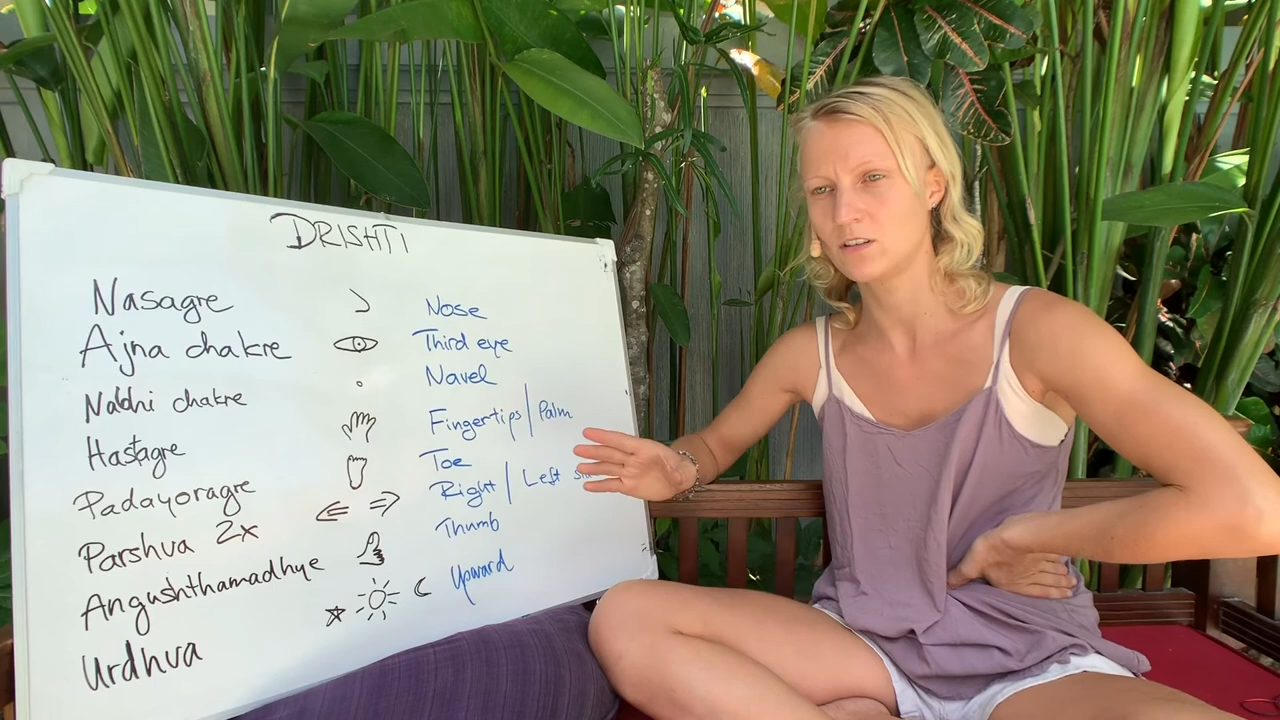 DRISHTI
Nasagre Nose
Ajna chakre Third eye
Nabhi chakre Navel
Hastagre Fingertips / Palm
Padayoragre Toe
Parshva 2x Right / Left
Angushthamadhye Thumb
Urdhva Upward